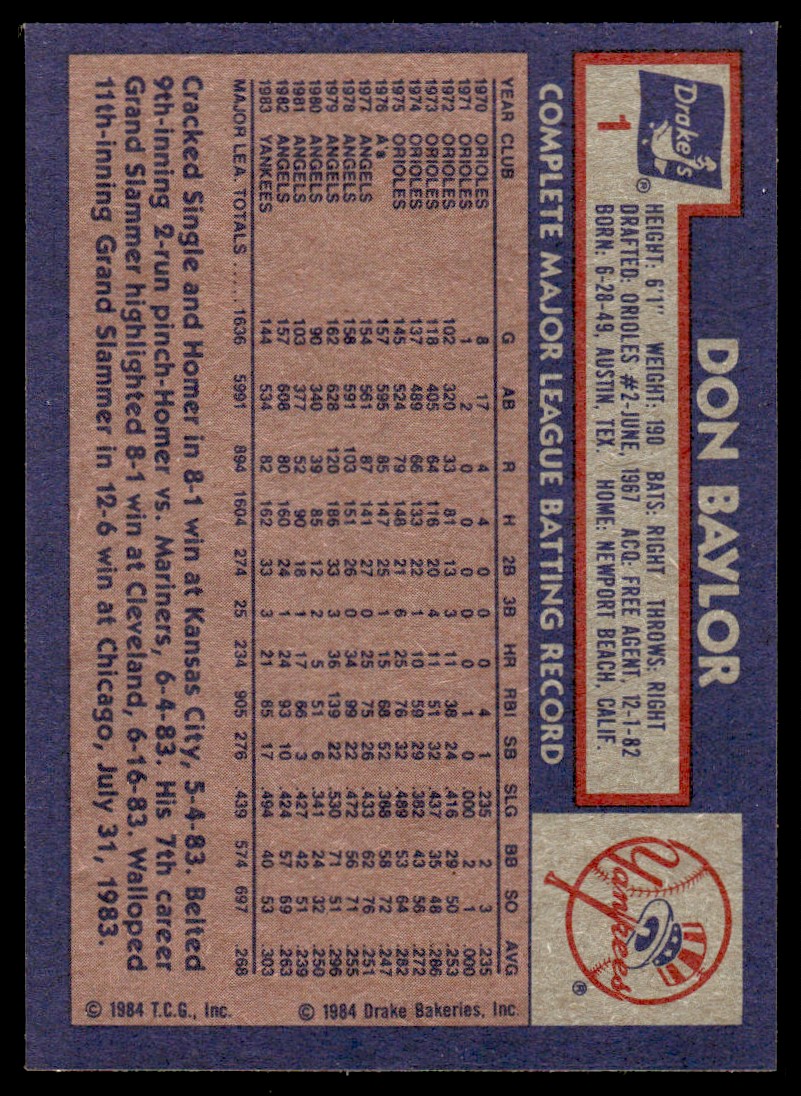 Drake's ®
1
DON BAYLOR
HEIGHT: 6'1" WEIGHT: 190 BATS: RIGHT THROWS: RIGHT
DRAFTED: ORIOLES #2-JUNE, 1967 ACQ: FREE AGENT, 12-1-82
BORN: 6-28-49, AUSTIN, TEX. HOME: NEWPORT BEACH, CALIF.
Yankees ®
COMPLETE MAJOR LEAGUE BATTING RECORD
YEAR CLUB G AB R H 2B 3B HR RBI SB SLG BB SO AVG
1970 ORIOLES 8 17 4 4 0 0 0 4 1 .235 2 3 .235
1971 ORIOLES 1 2 0 0 0 0 0 1 0 .000 2 1 .000
1972 ORIOLES 102 320 33 81 13 3 11 38 24 .416 29 50 .253
1973 ORIOLES 118 405 64 116 20 4 11 51 32 .437 35 48 .286
1974 ORIOLES 137 489 66 133 22 1 10 59 29 .382 43 56 .272
1975 ORIOLES 145 524 79 148 21 6 25 76 32 .489 53 64 .282
1976 A's 157 595 85 147 25 1 15 68 52 .368 58 72 .247
1977 ANGELS 154 561 87 141 27 0 25 75 26 .433 62 76 .251
1978 ANGELS 158 591 103 151 26 0 34 99 22 .472 56 71 .255
1979 ANGELS 162 628 120 186 33 3 36 139 22 .530 71 51 .296
1980 ANGELS 90 340 39 85 12 2 5 51 6 .341 24 32 .250
1981 ANGELS 103 377 52 90 18 1 17 66 3 .427 42 51 .239
1982 ANGELS 157 608 80 160 24 1 24 93 10 .424 57 69 .263
1983 YANKEES 144 534 82 162 33 3 21 85 17 .494 40 53 .303
MAJOR LEA. TOTALS ..... 1636 5991 894 1604 274 25 234 905 276 .439 574 697 .268
Cracked Single and Homer in 8-1 win at Kansas City, 5-4-83. Belted
9th-inning 2-run pinch-Homer vs. Mariners, 6-4-83. His 7th career
Grand Slammer highlighted 8-1 win at Cleveland, 6-16-83. Walloped
11th-inning Grand Slammer in 12-6 win at Chicago, July 31, 1983.
© 1984 Drake Bakeries, Inc.
© 1984 T.C.G., Inc.